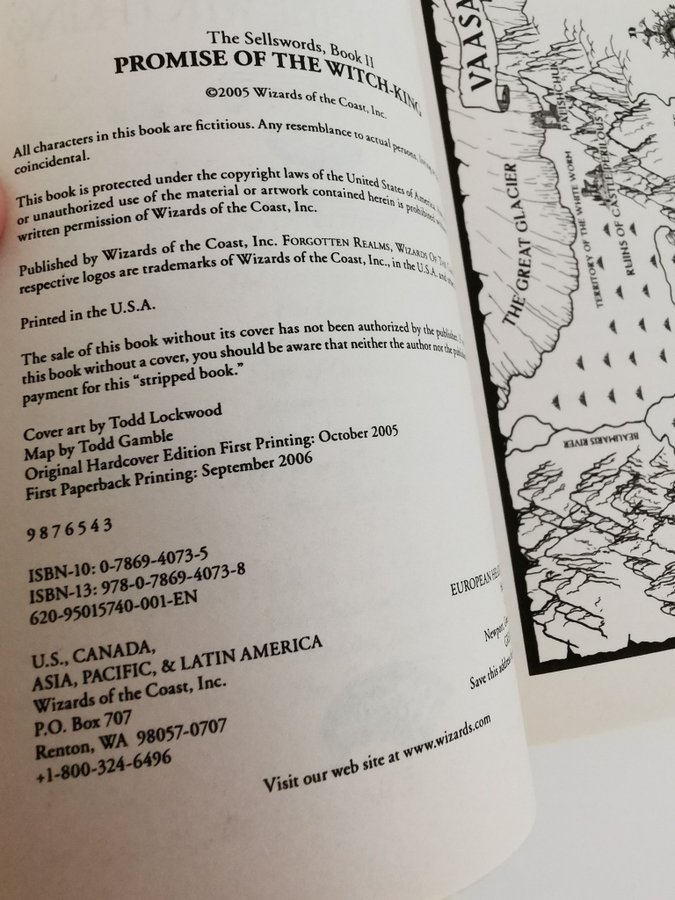 The Sellswords, Book II
PROMISE OF THE WITCH-KING
©2005 Wizards of the Coast, Inc.
All characters in this book are fictitious. Any resemblance to actual persons,
coincidental.
This book is protected under the copyright laws of the United States of America.
or unauthorized use of the material or artwork contained herein is prohibited
written permission of Wizards of the Coast, Inc.
Published by Wizards of the Coast, Inc. FORGOTTEN REALMS, WIZARDS OF THE
respective logos are trademarks of Wizards of the Coast, Inc., in the U.S.A. and
Printed in the U.S.A.
The sale of this book without its cover has not been authorized by the publisher.
this book without a cover, you should be aware that neither the author nor the
payment for this “stripped book.”
Cover art by Todd Lockwood
Map by Todd Gamble
Original Hardcover Edition First Printing: October 2005
First Paperback Printing: September 2006
9 8 7 6 5 4 3
ISBN-10: 0-7869-4073-5
ISBN-13: 978-0-7869-4073-8
620-95015740-001-EN
U.S., CANADA,
ASIA, PACIFIC, & LATIN AMERICA
Wizards of the Coast, Inc.
P.O. Box 707
Renton, WA 98057-0707
+1-800-324-6496
EUROPEAN
Newport,
Save this address
Visit our web site at www.wizards.com
VAASA
PALISHCHUK
THE GREAT GLACIER
TERRITORY OF THE WHITE WORM
RUINS OF CASTLE PERILOUS
BEAUMARIS RIVER